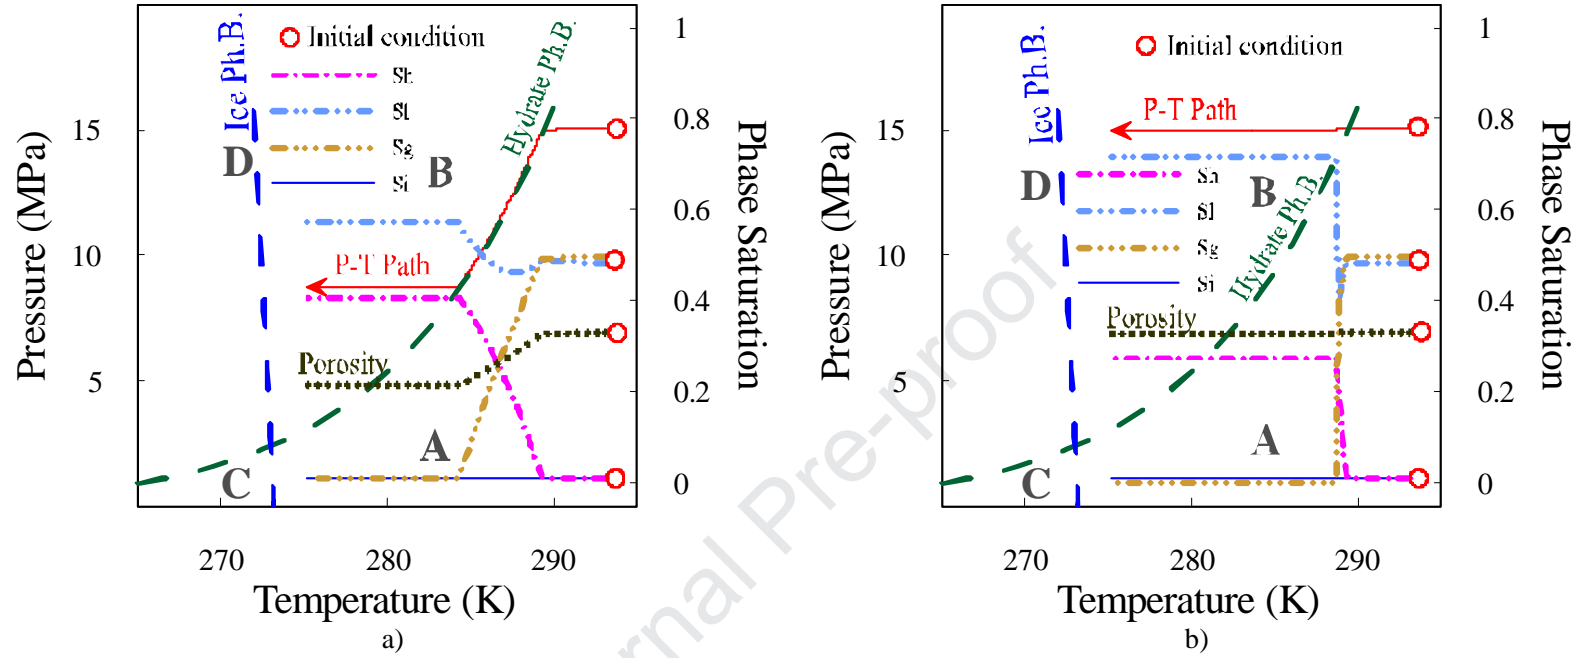 Ice Ph.B.
Initial condition
Sh
Sl
Sg
Si
Hydrate Ph.B.
D
B
P-T Path
Porosity
A
C
15
10
5
1
0.8
0.6
0.4
0.2
0
Pressure (MPa)
Phase Saturation
270 280 290
Temperature (K)
a)
Ice Ph.B.
Initial condition
P-T Path
D
B
Sh
Sl
Sg
Si
Hydrate Ph.B.
Porosity
A
C
15
10
5
1
0.8
0.6
0.4
0.2
0
Pressure (MPa)
Phase Saturation
270 280 290
Temperature (K)
b)
rnal Pre-proof